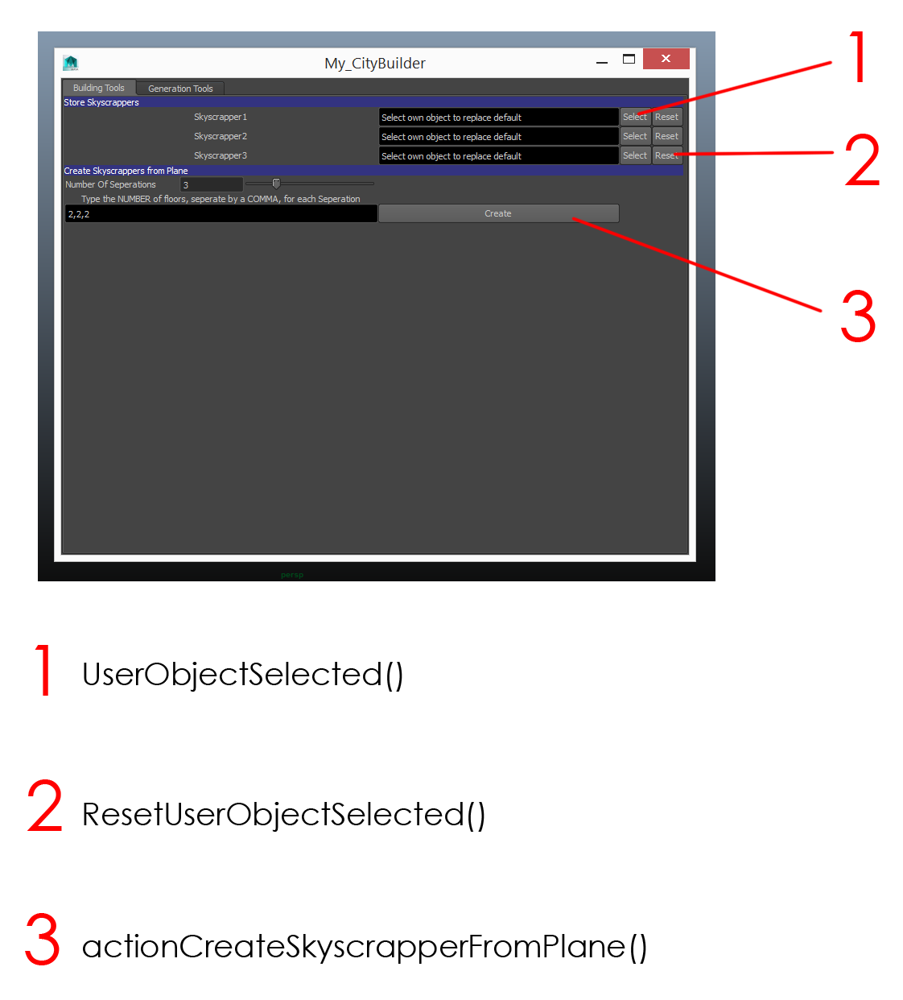 My_CityBuilder
1
Building Tools Generation Tools
Store Skyscrappers
Skyscrapper1 Select own object to replace default Select Reset
Skyscrapper2 Select own object to replace default Select Reset
2
Skyscrapper3 Select own object to replace default Select Reset
Create Skyscrappers from Plane
Number Of Seperations 3
Type the NUMBER of floors, seperate by a COMMA, for each Seperation
2,2,2 Create
3
persp
1 UserObjectSelected()
2 ResetUserObjectSelected()
3 actionCreateSkyscrapperFromPlane()